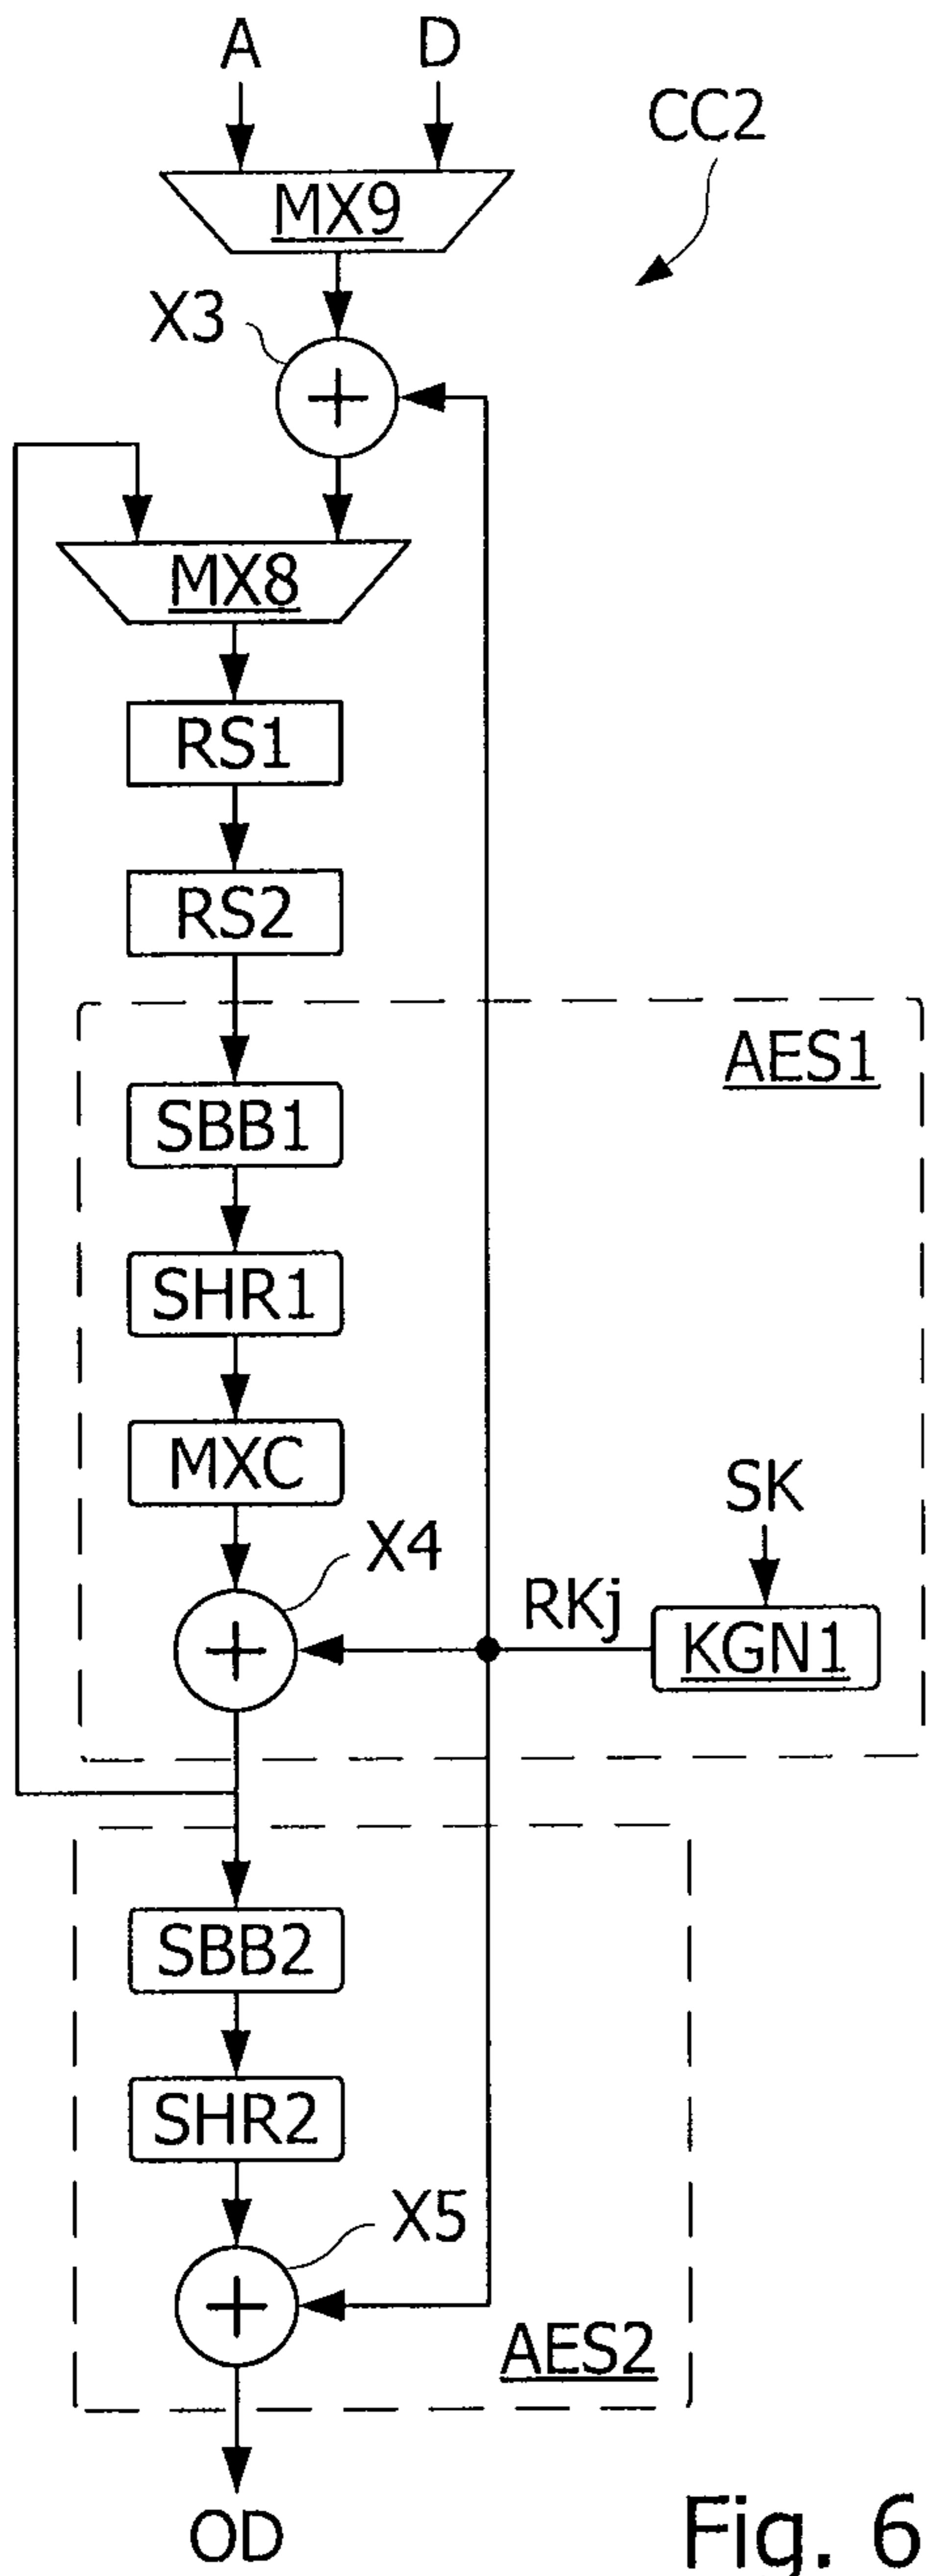 A D
CC2
MX9
X3
MX8
RS1
RS2
AES1
SBB1
SHR1
MXC
SK
X4
RKj
KGN1
SBB2
SHR2
X5
AES2
OD
Fig. 6